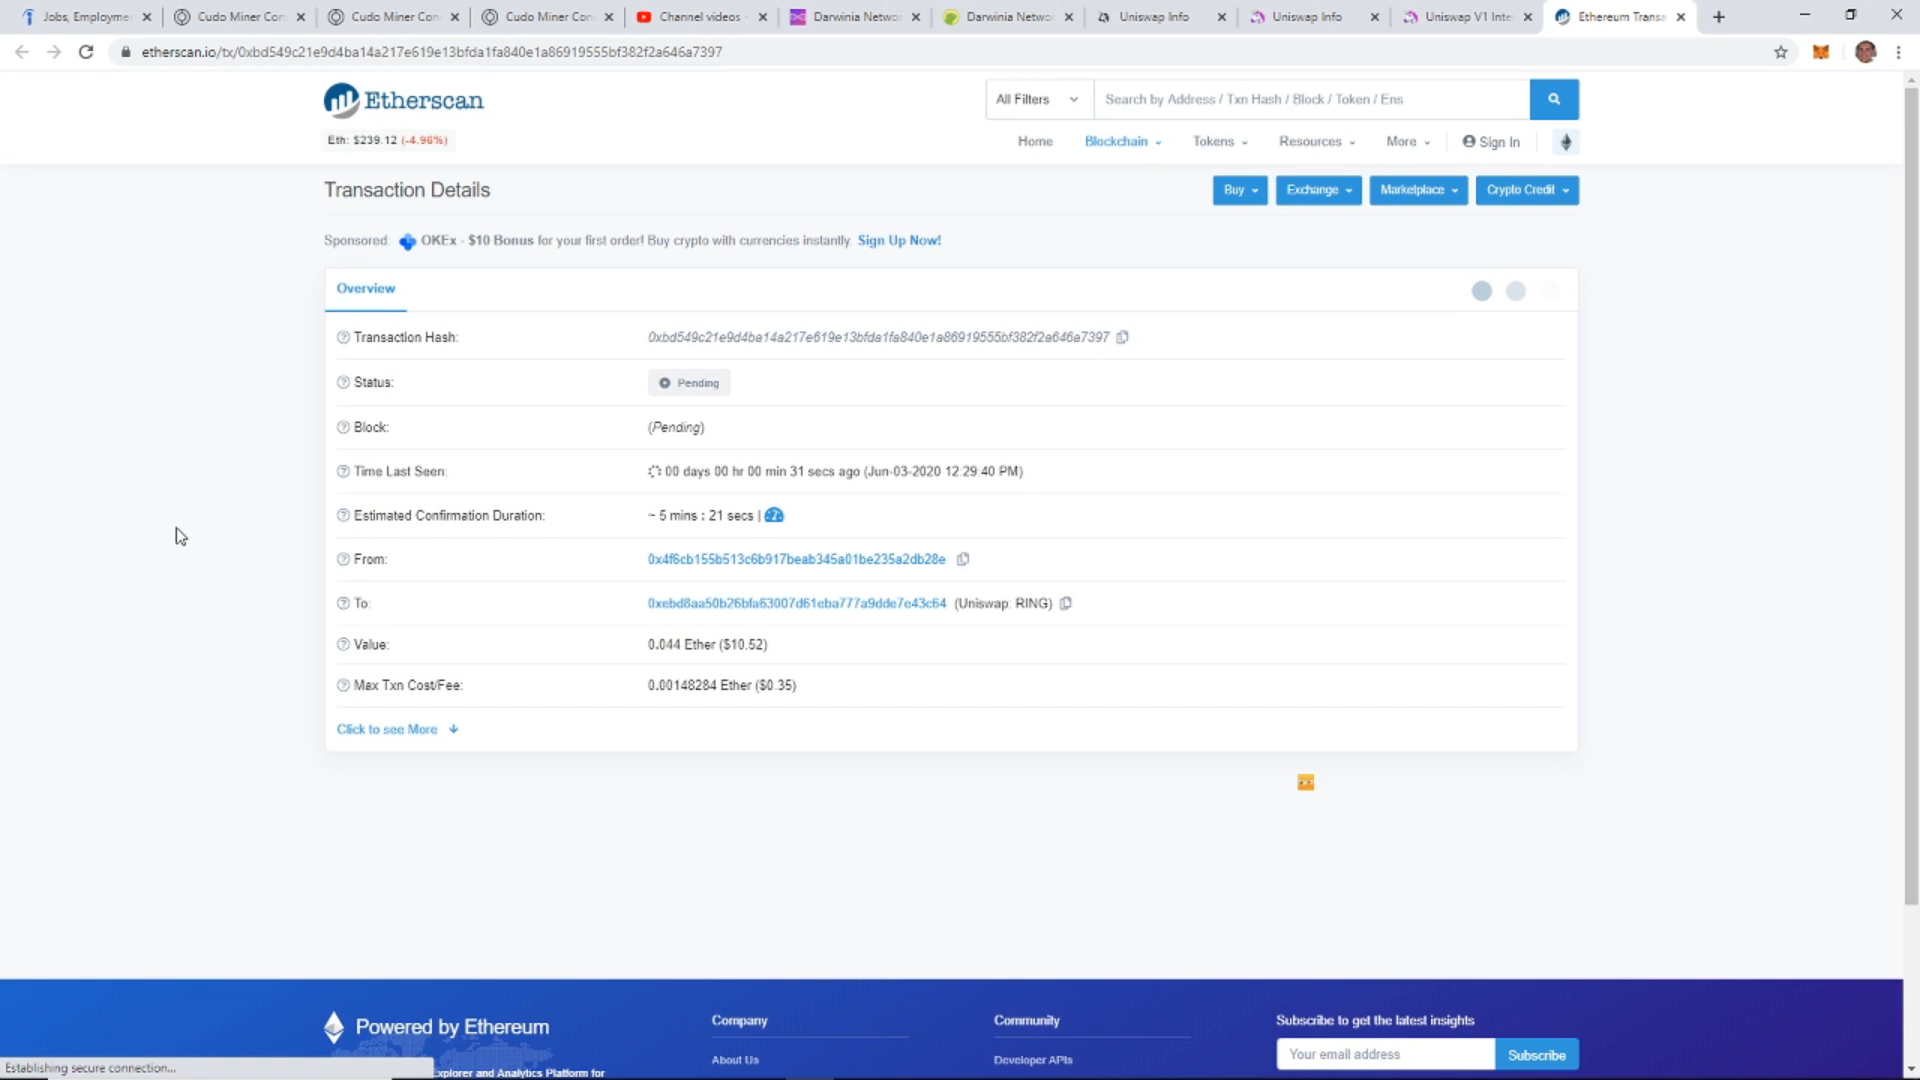 Jobs, Employme
Cudo Miner Con
Cudo Miner Con
Cudo Miner Con
Channel videos -
Darwinia Netwo
Darwinia Netwo
Uniswap Info
Uniswap Info
Uniswap V1 Inte
Ethereum Transa
etherscan.io/tx/0xbd549c21e9d4ba14a217e619e13bfda1fa840e1a86919555bf382f2a646a7397
Etherscan
All Filters
Search by Address / Txn Hash / Block / Token / Ens
Eth: $239.12 (-4.96%)
Home
Blockchain
Tokens
Resources
More
Sign In
Transaction Details
Buy
Exchange
Marketplace
Crypto Credit
Sponsored: OKEx - $10 Bonus for your first order! Buy crypto with currencies instantly. Sign Up Now!
Overview
Transaction Hash: 0xbd549c21e9d4ba14a217e619e13bfda1fa840e1a86919555bf382f2a646a7397
Status: Pending
Block: (Pending)
Time Last Seen: 00 days 00 hr 00 min 31 secs ago (Jun-03-2020 12:29:40 PM)
Estimated Confirmation Duration: ~ 5 mins : 21 secs |
From: 0x4f6cb155b513c6b917beab345a01be235a2db28e
To: 0xebd8aa50b26bfa63007d61eba777a9dde7e43c64 (Uniswap: RING)
Value: 0.044 Ether ($10.52)
Max Txn Cost/Fee: 0.00148284 Ether ($0.35)
Click to see More
Powered by Ethereum
Company
Community
Subscribe to get the latest insights
About Us
Developer APIs
Your email address
Subscribe
Establishing secure connection...
xplorer and Analytics Platform for